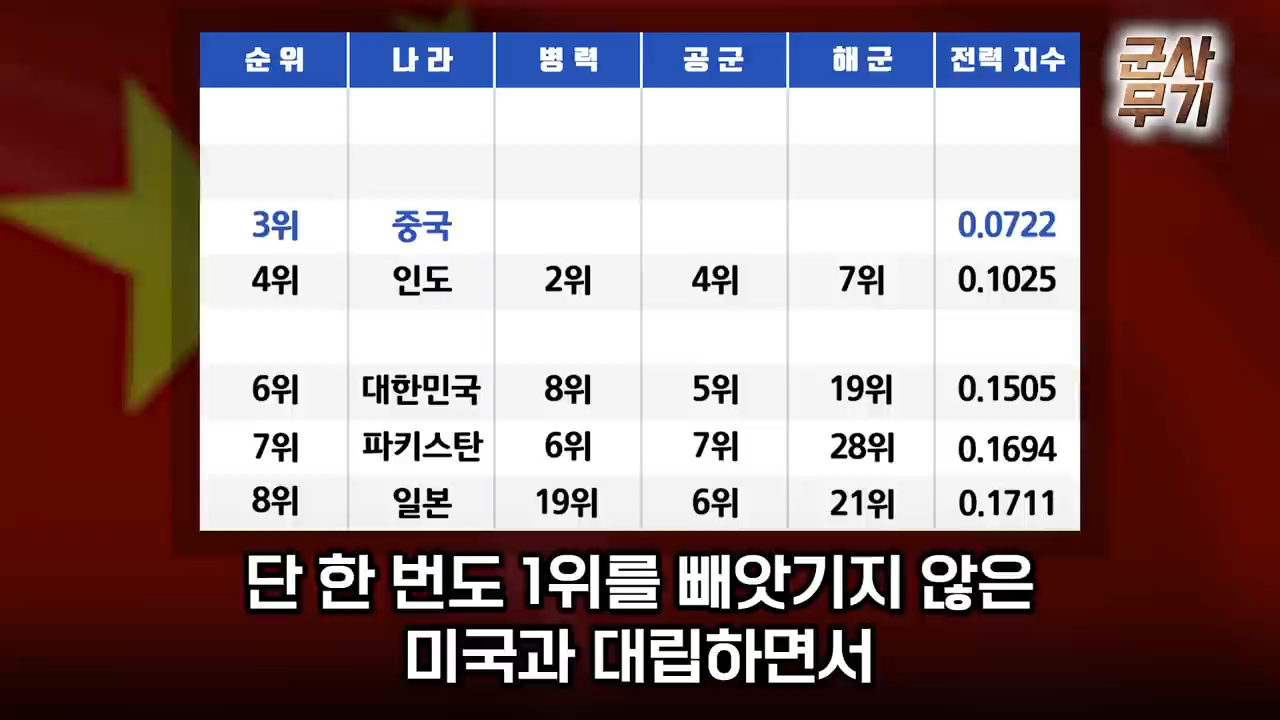 순위 나라 병력 공군 해군 전력 지수
3위 중국 0.0722
4위 인도 2위 4위 7위 0.1025
6위 대한민국 8위 5위 19위 0.1505
7위 파키스탄 6위 7위 28위 0.1694
8위 일본 19위 6위 21위 0.1711
군사
무기
단 한 번도 1위를 빼앗기지 않은
미국과 대립하면서